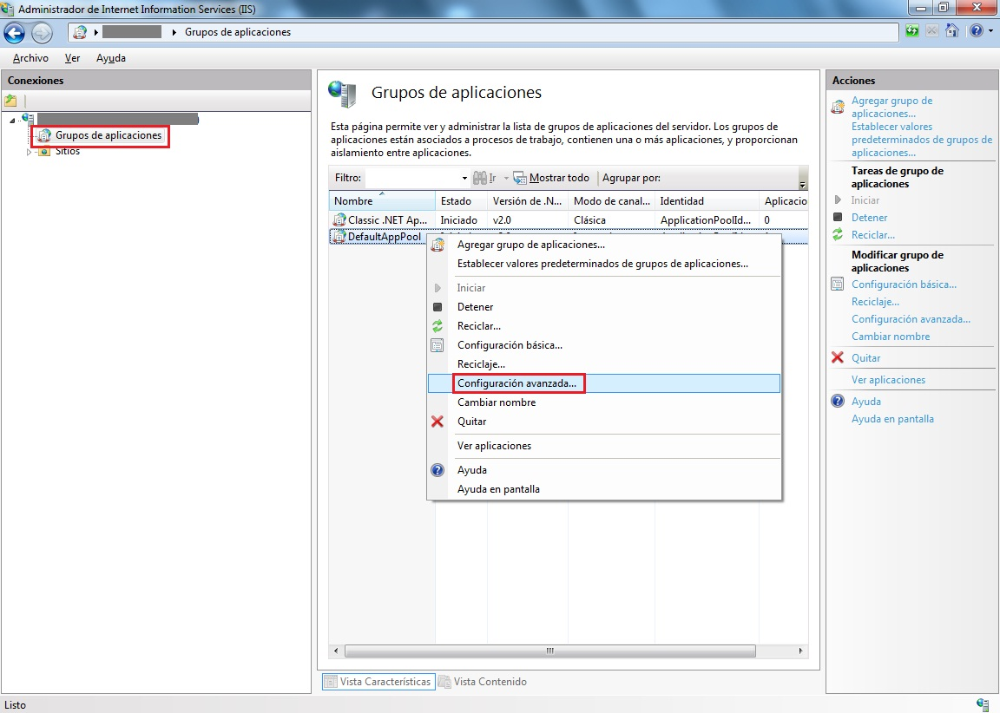 Administrador de Internet Information Services (IIS)
Grupos de aplicaciones
Archivo Ver Ayuda
Conexiones
Grupos de aplicaciones
Sitios
Grupos de aplicaciones
Esta página permite ver y administrar la lista de grupos de aplicaciones del servidor. Los grupos de
aplicaciones están asociados a procesos de trabajo, contienen una o más aplicaciones, y proporcionan
aislamiento entre aplicaciones.
Filtro: Ir Mostrar todo Agrupar por:
Nombre Estado Versión de .N... Modo de canal... Identidad Aplicacio
Classic .NET Ap... Iniciado v2.0 Clásica ApplicationPoolId... 0
DefaultAppPool
Agregar grupo de aplicaciones...
Establecer valores predeterminados de grupos de aplicaciones...
Iniciar
Detener
Reciclar...
Configuración básica...
Reciclaje...
Configuración avanzada...
Cambiar nombre
Quitar
Ver aplicaciones
Ayuda
Ayuda en pantalla
Vista Características Vista Contenido
Acciones
Agregar grupo de
aplicaciones...
Establecer valores
predeterminados de grupos de
aplicaciones...
Tareas de grupo de
aplicaciones
Iniciar
Detener
Reciclar...
Modificar grupo de
aplicaciones
Configuración básica...
Reciclaje...
Configuración avanzada...
Cambiar nombre
Quitar
Ver aplicaciones
Ayuda
Ayuda en pantalla
Listo